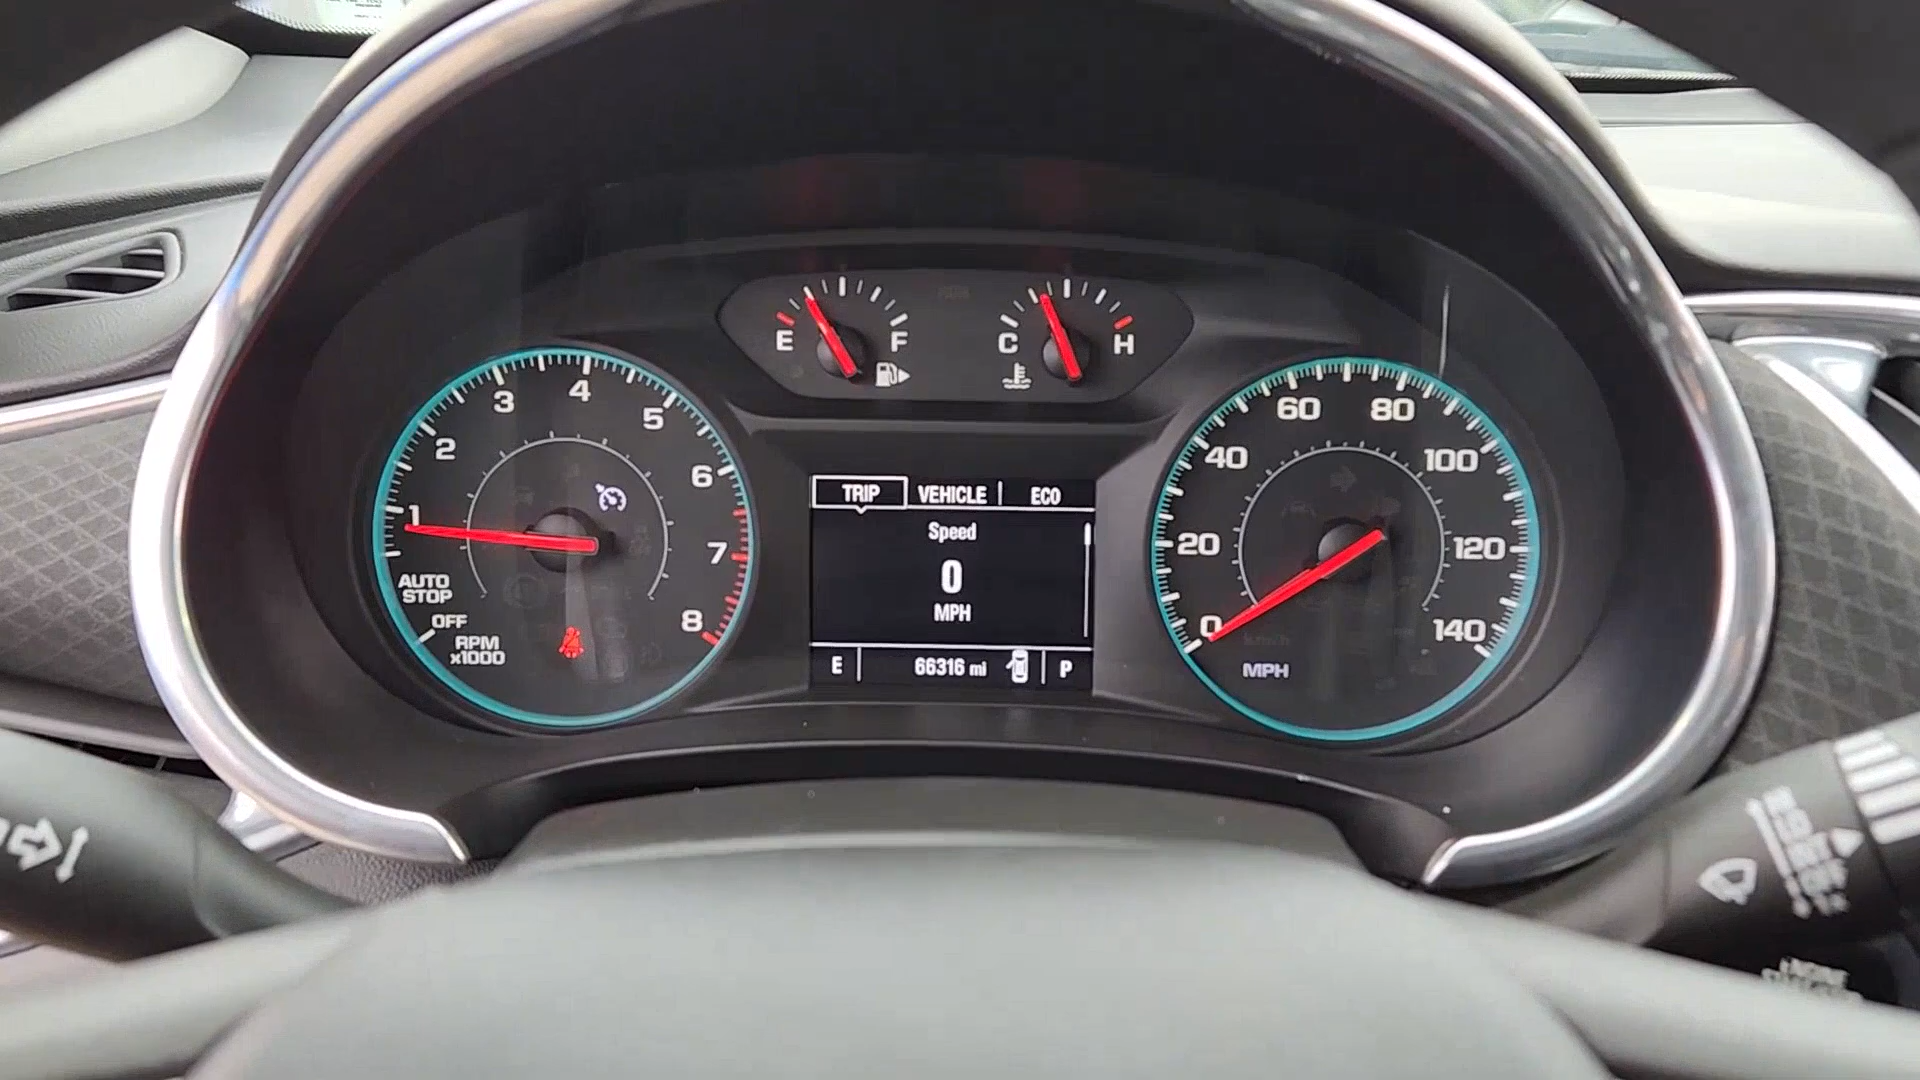 E
F
C
H
1
2
3
4
5
6
7
8
AUTO
STOP
OFF
RPM
x1000
TRIP VEHICLE ECO
Speed
0
MPH
E 66316 mi P
0
20
40
60
80
100
120
140
MPH
ENGINE